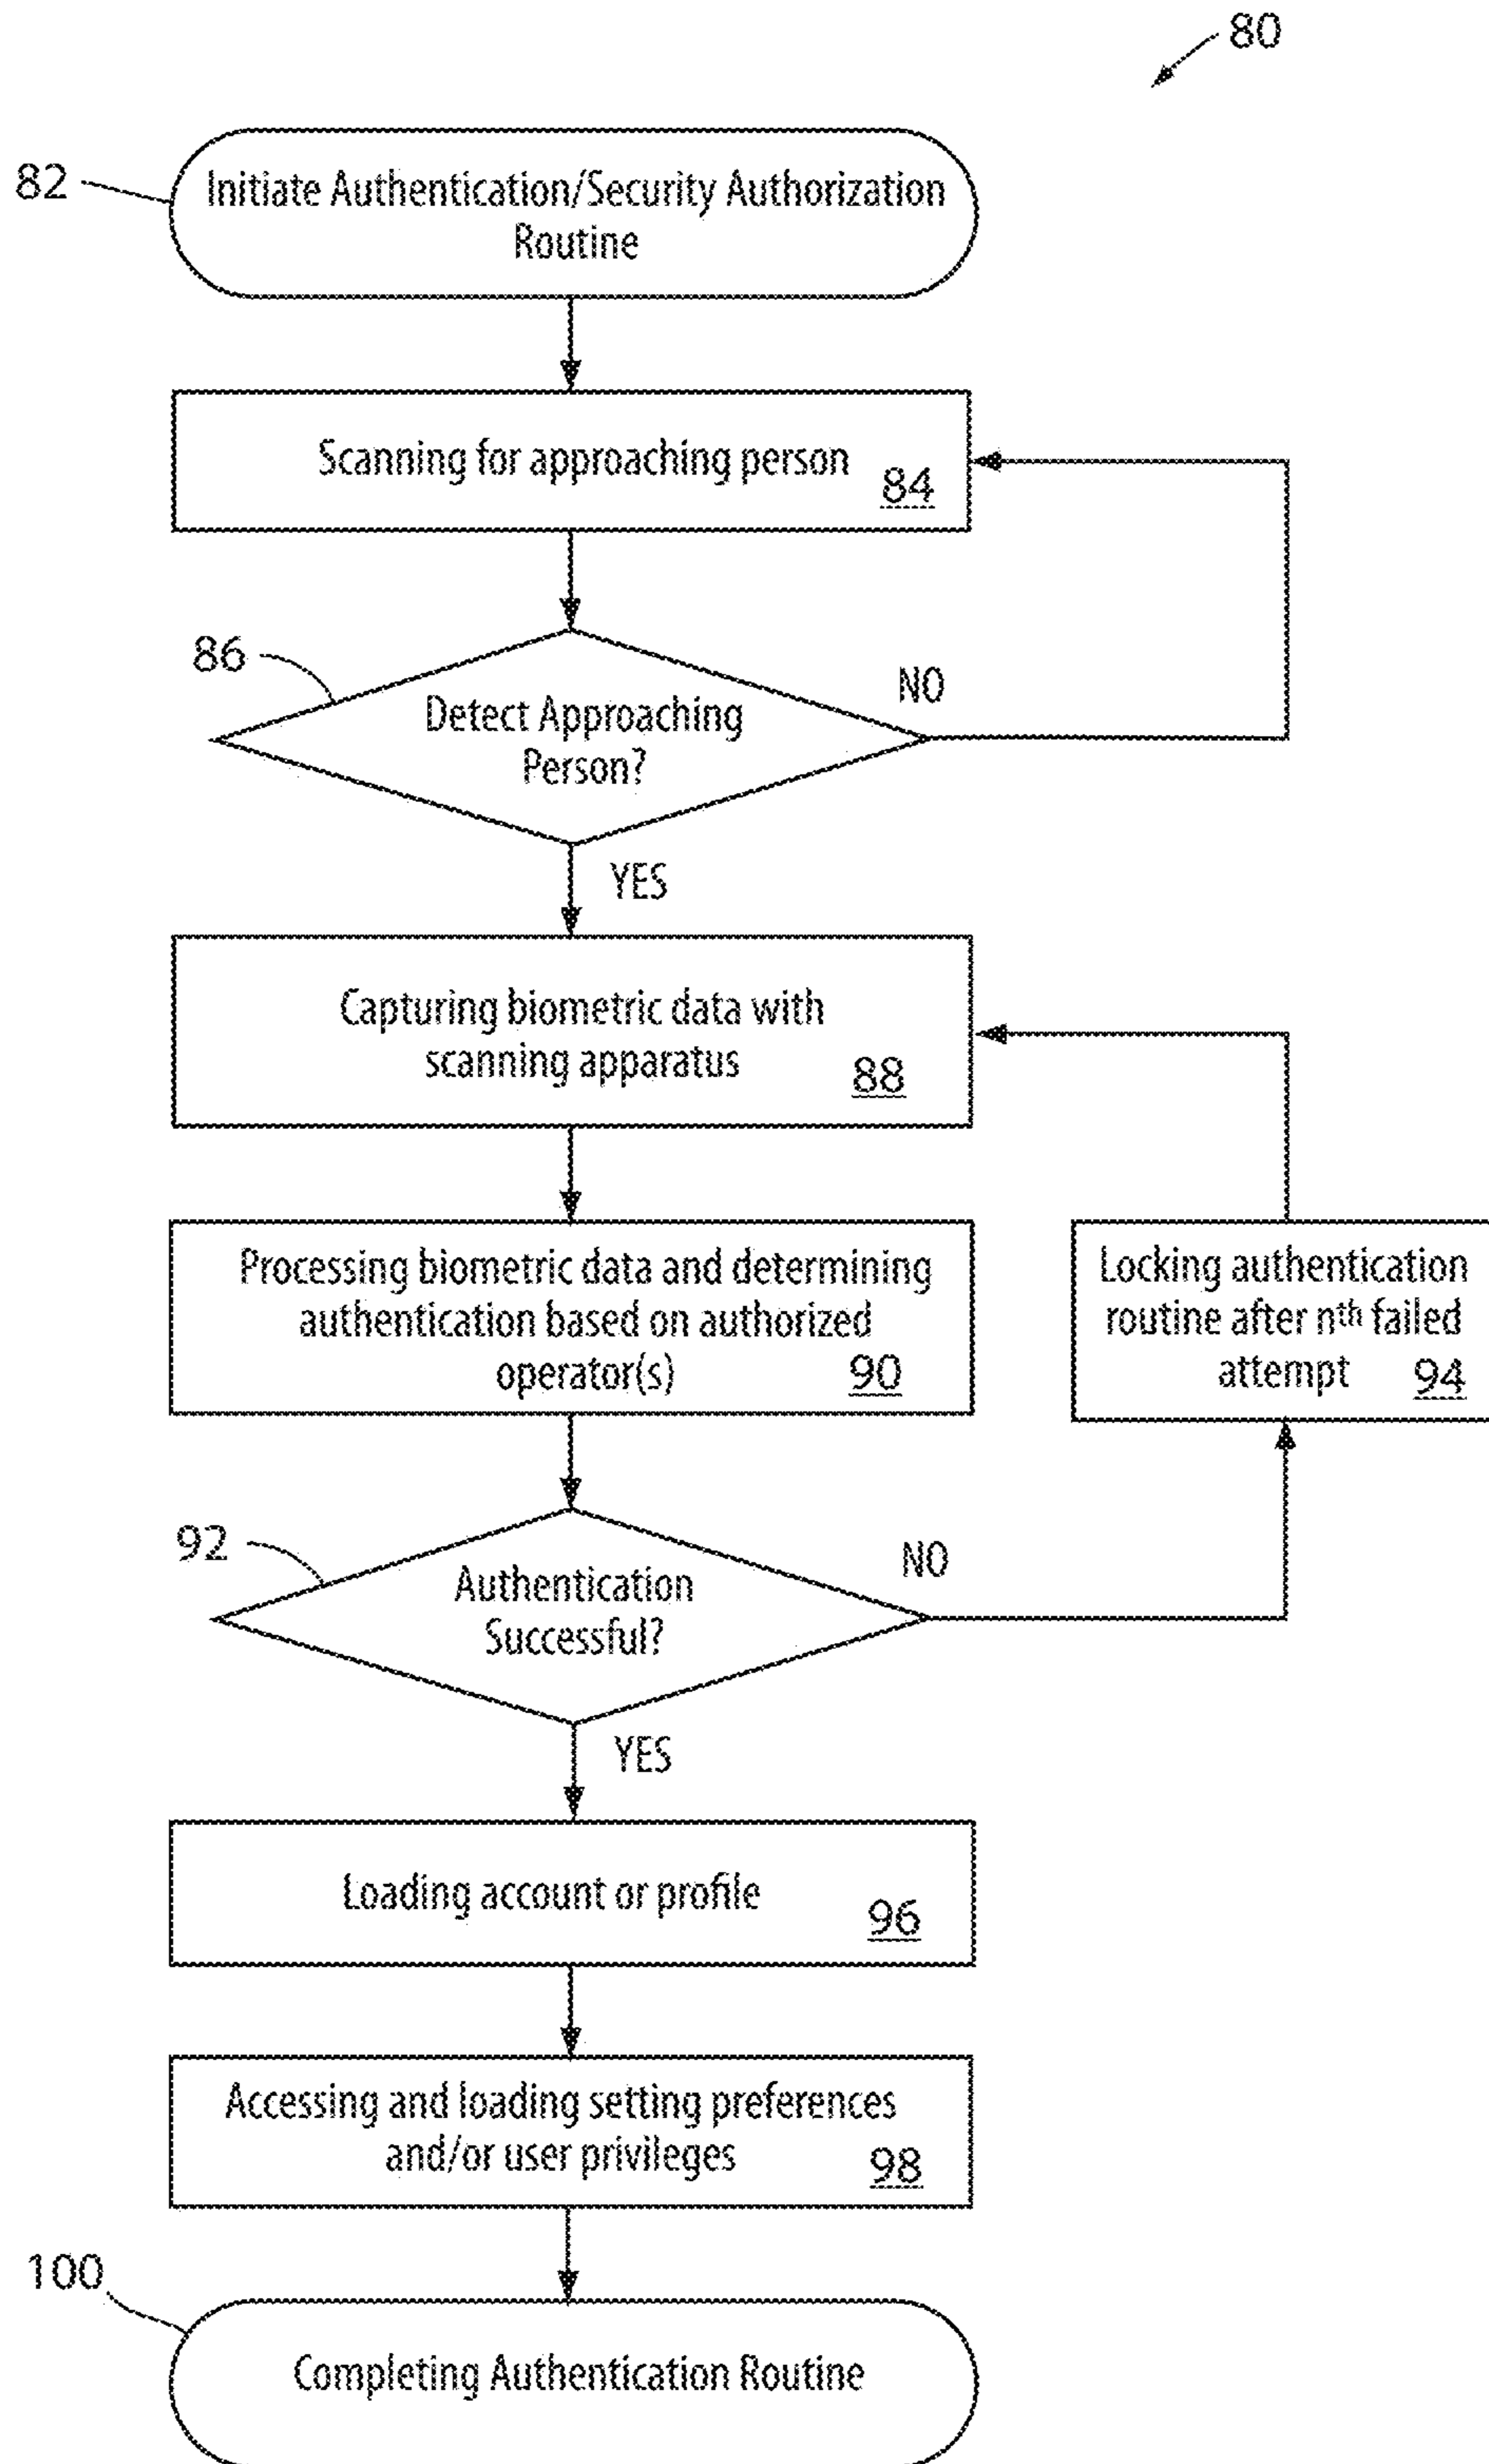 80
82
Initiate Authentication/Security Authorization
Routine
Scanning for approaching person
84
86
Detect Approaching
Person?
NO
YES
Capturing biometric data with
scanning apparatus
88
Processing biometric data and determining
authentication based on authorized
operator(s)
90
Locking authentication
routine after nth failed
attempt
94
92
Authentication
Successful?
NO
YES
Loading account or profile
96
Accessing and loading setting preferences
and/or user privileges
98
100
Completing Authentication Routine